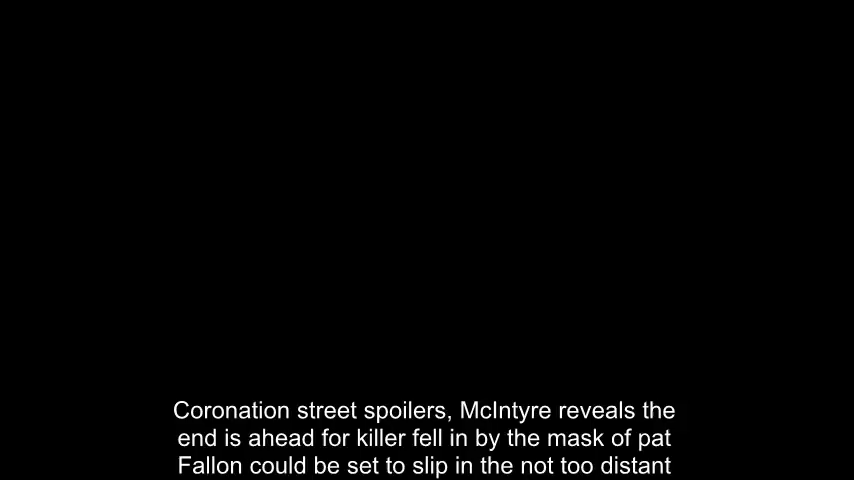 Coronation street spoilers, McIntyre reveals the
end is ahead for killer fell in by the mask of pat
Fallon could be set to slip in the not too distant